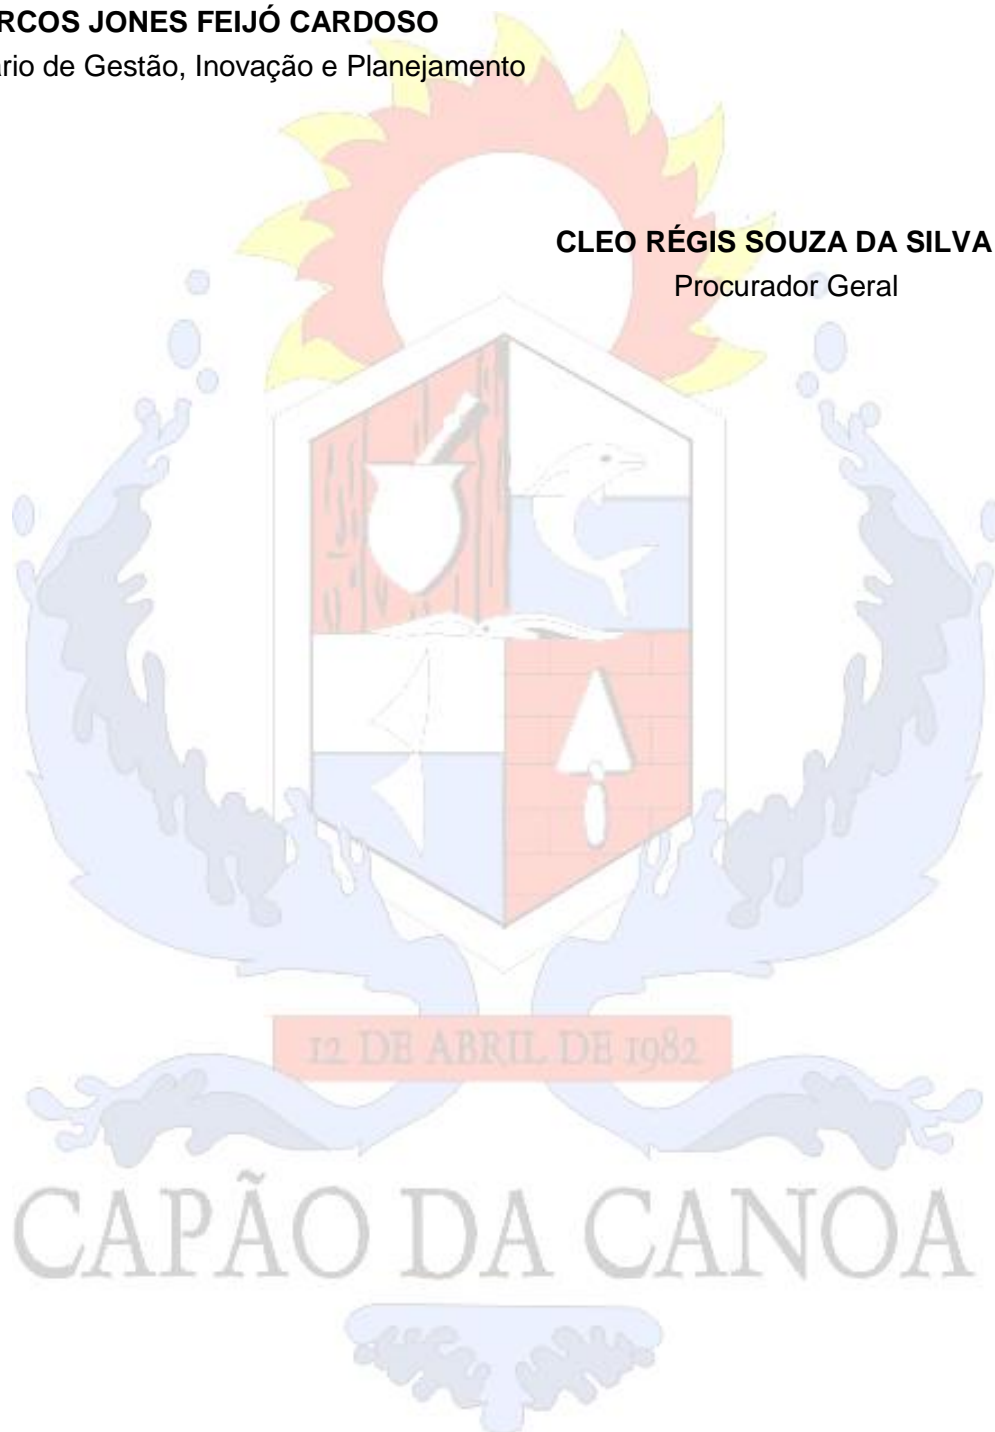 RCOS JONES FEIJÓ CARDOSO
ário de Gestão, Inovação e Planejamento
CLEO RÉGIS SOUZA DA SILVA
Procurador Geral
12 DE ABRIL DE 1982
CAPÃO DA CANOA